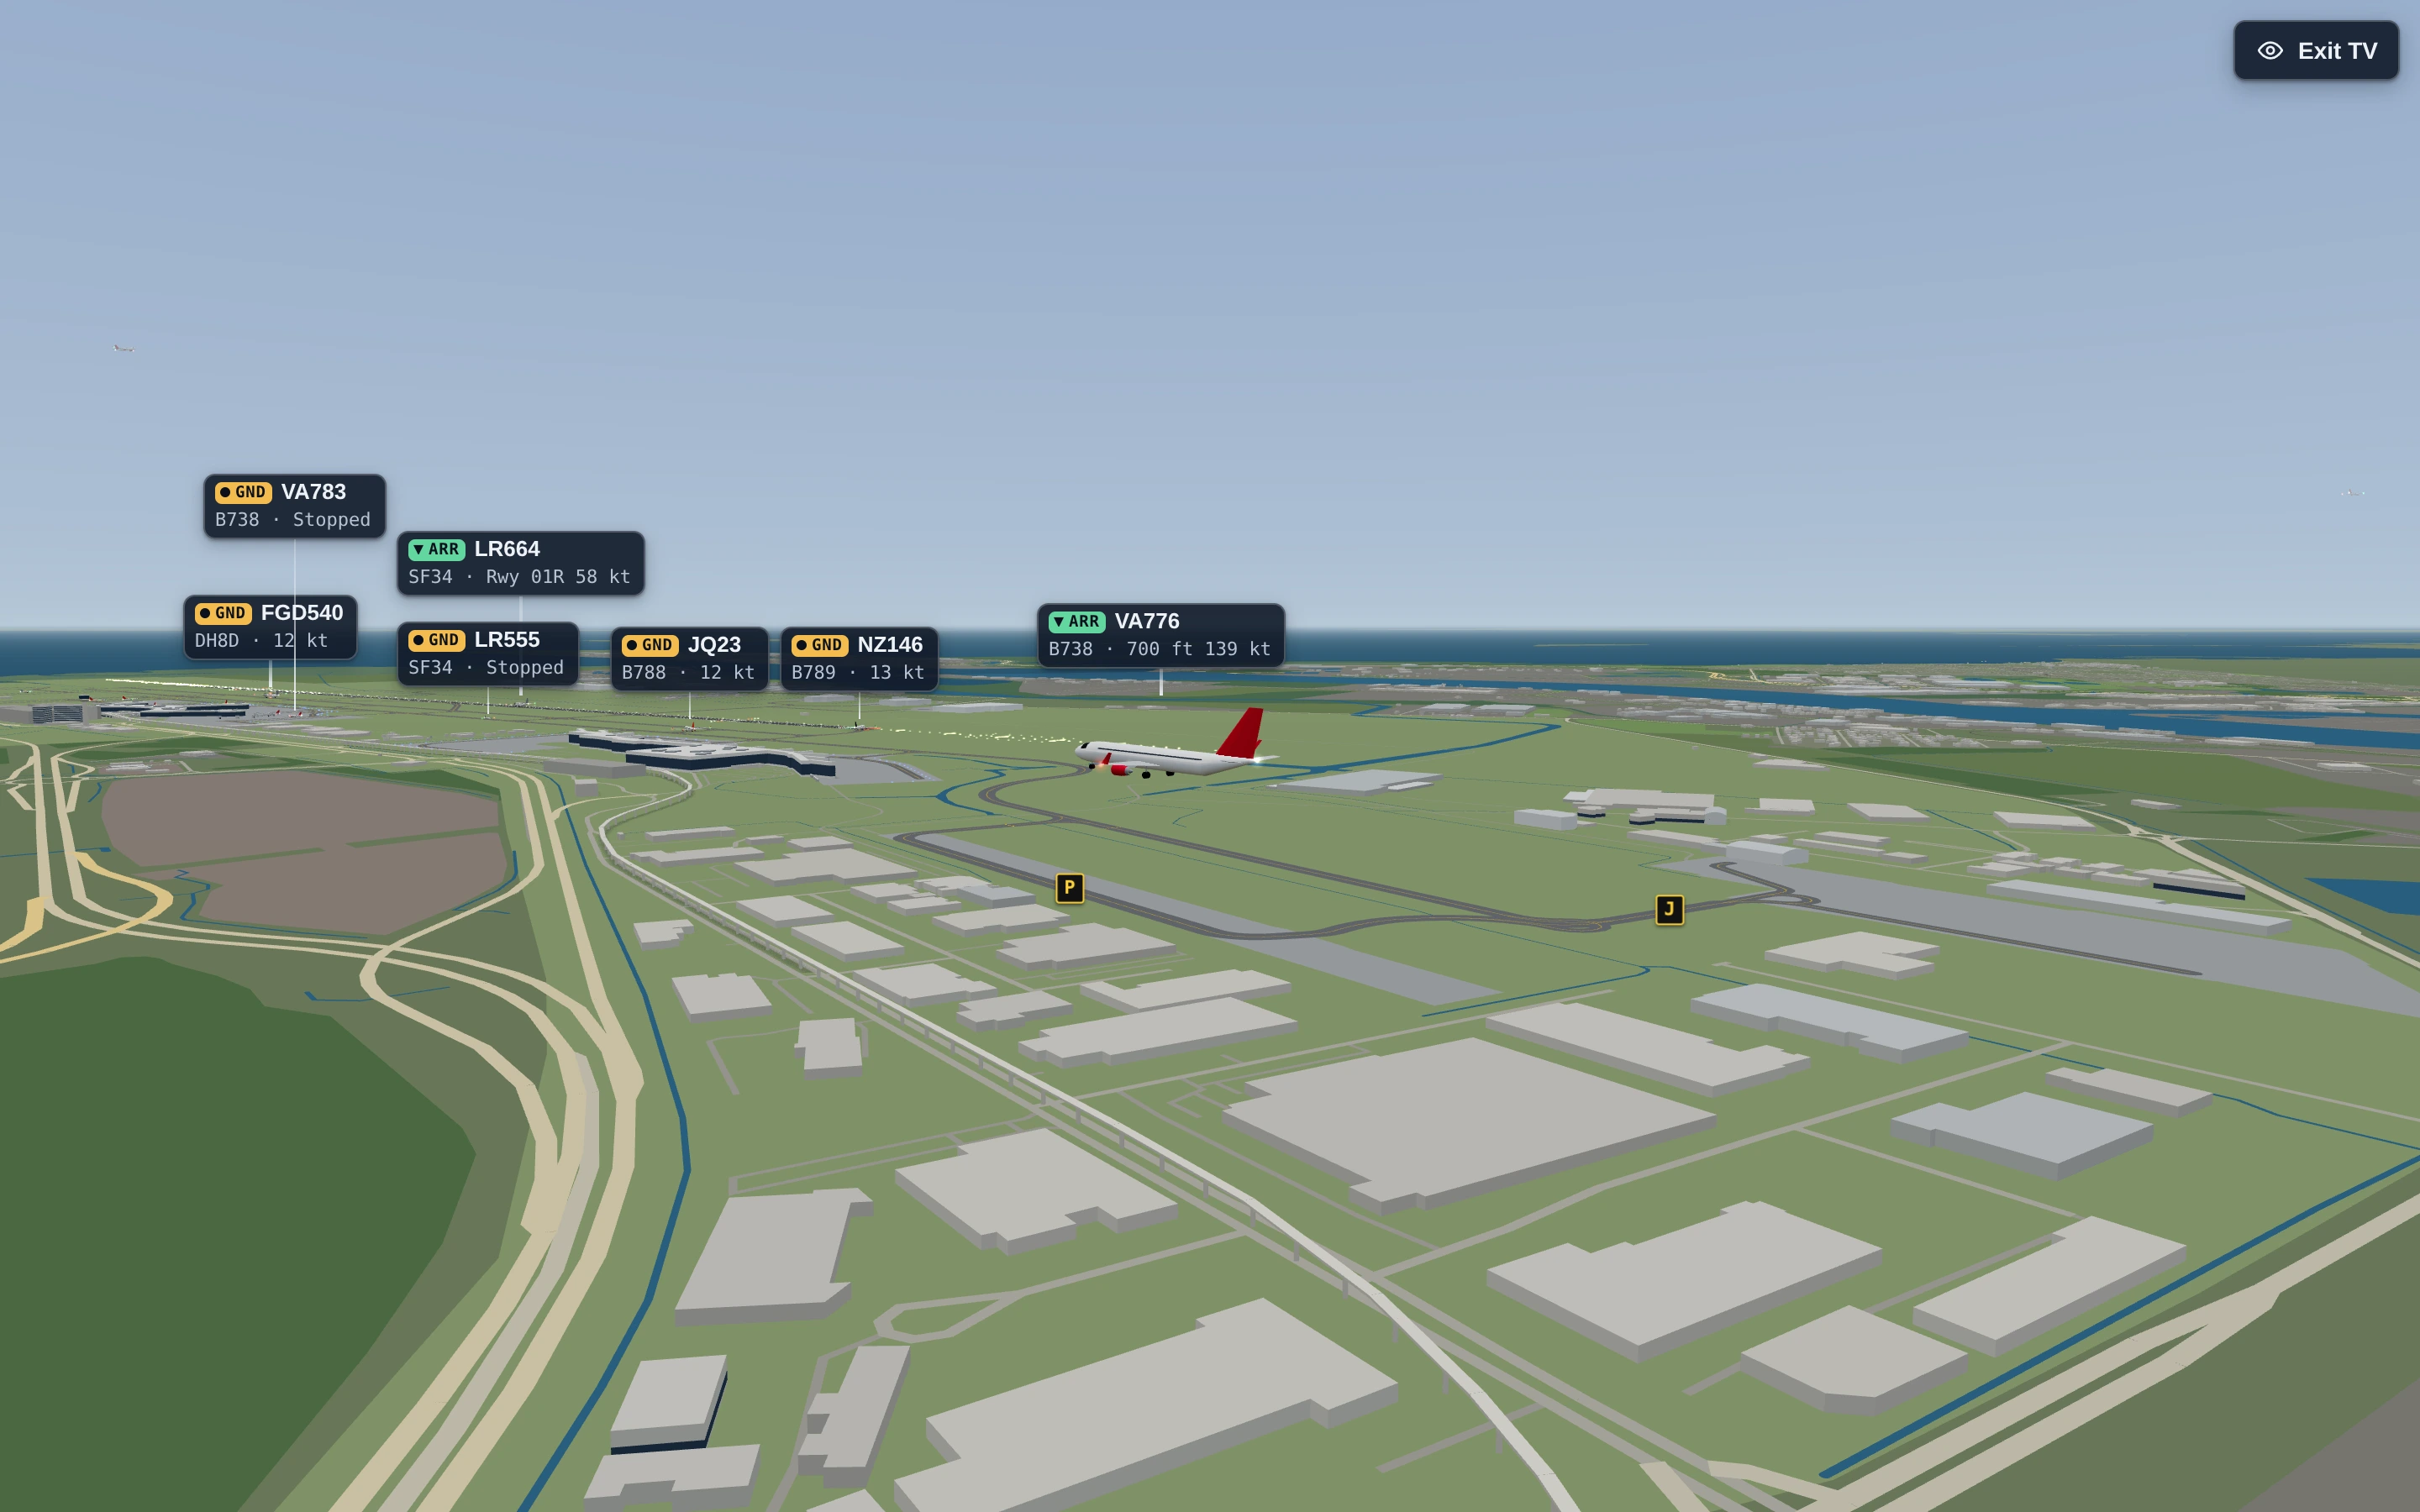 Exit TV
GND VA783
B738 · Stopped
ARR LR664
SF34 · Rwy 01R 58 kt
GND FGD540
DH8D · 12 kt
GND LR555
SF34 · Stopped
GND JQ23
B788 · 12 kt
GND NZ146
B789 · 13 kt
ARR VA776
B738 · 700 ft 139 kt
P
J